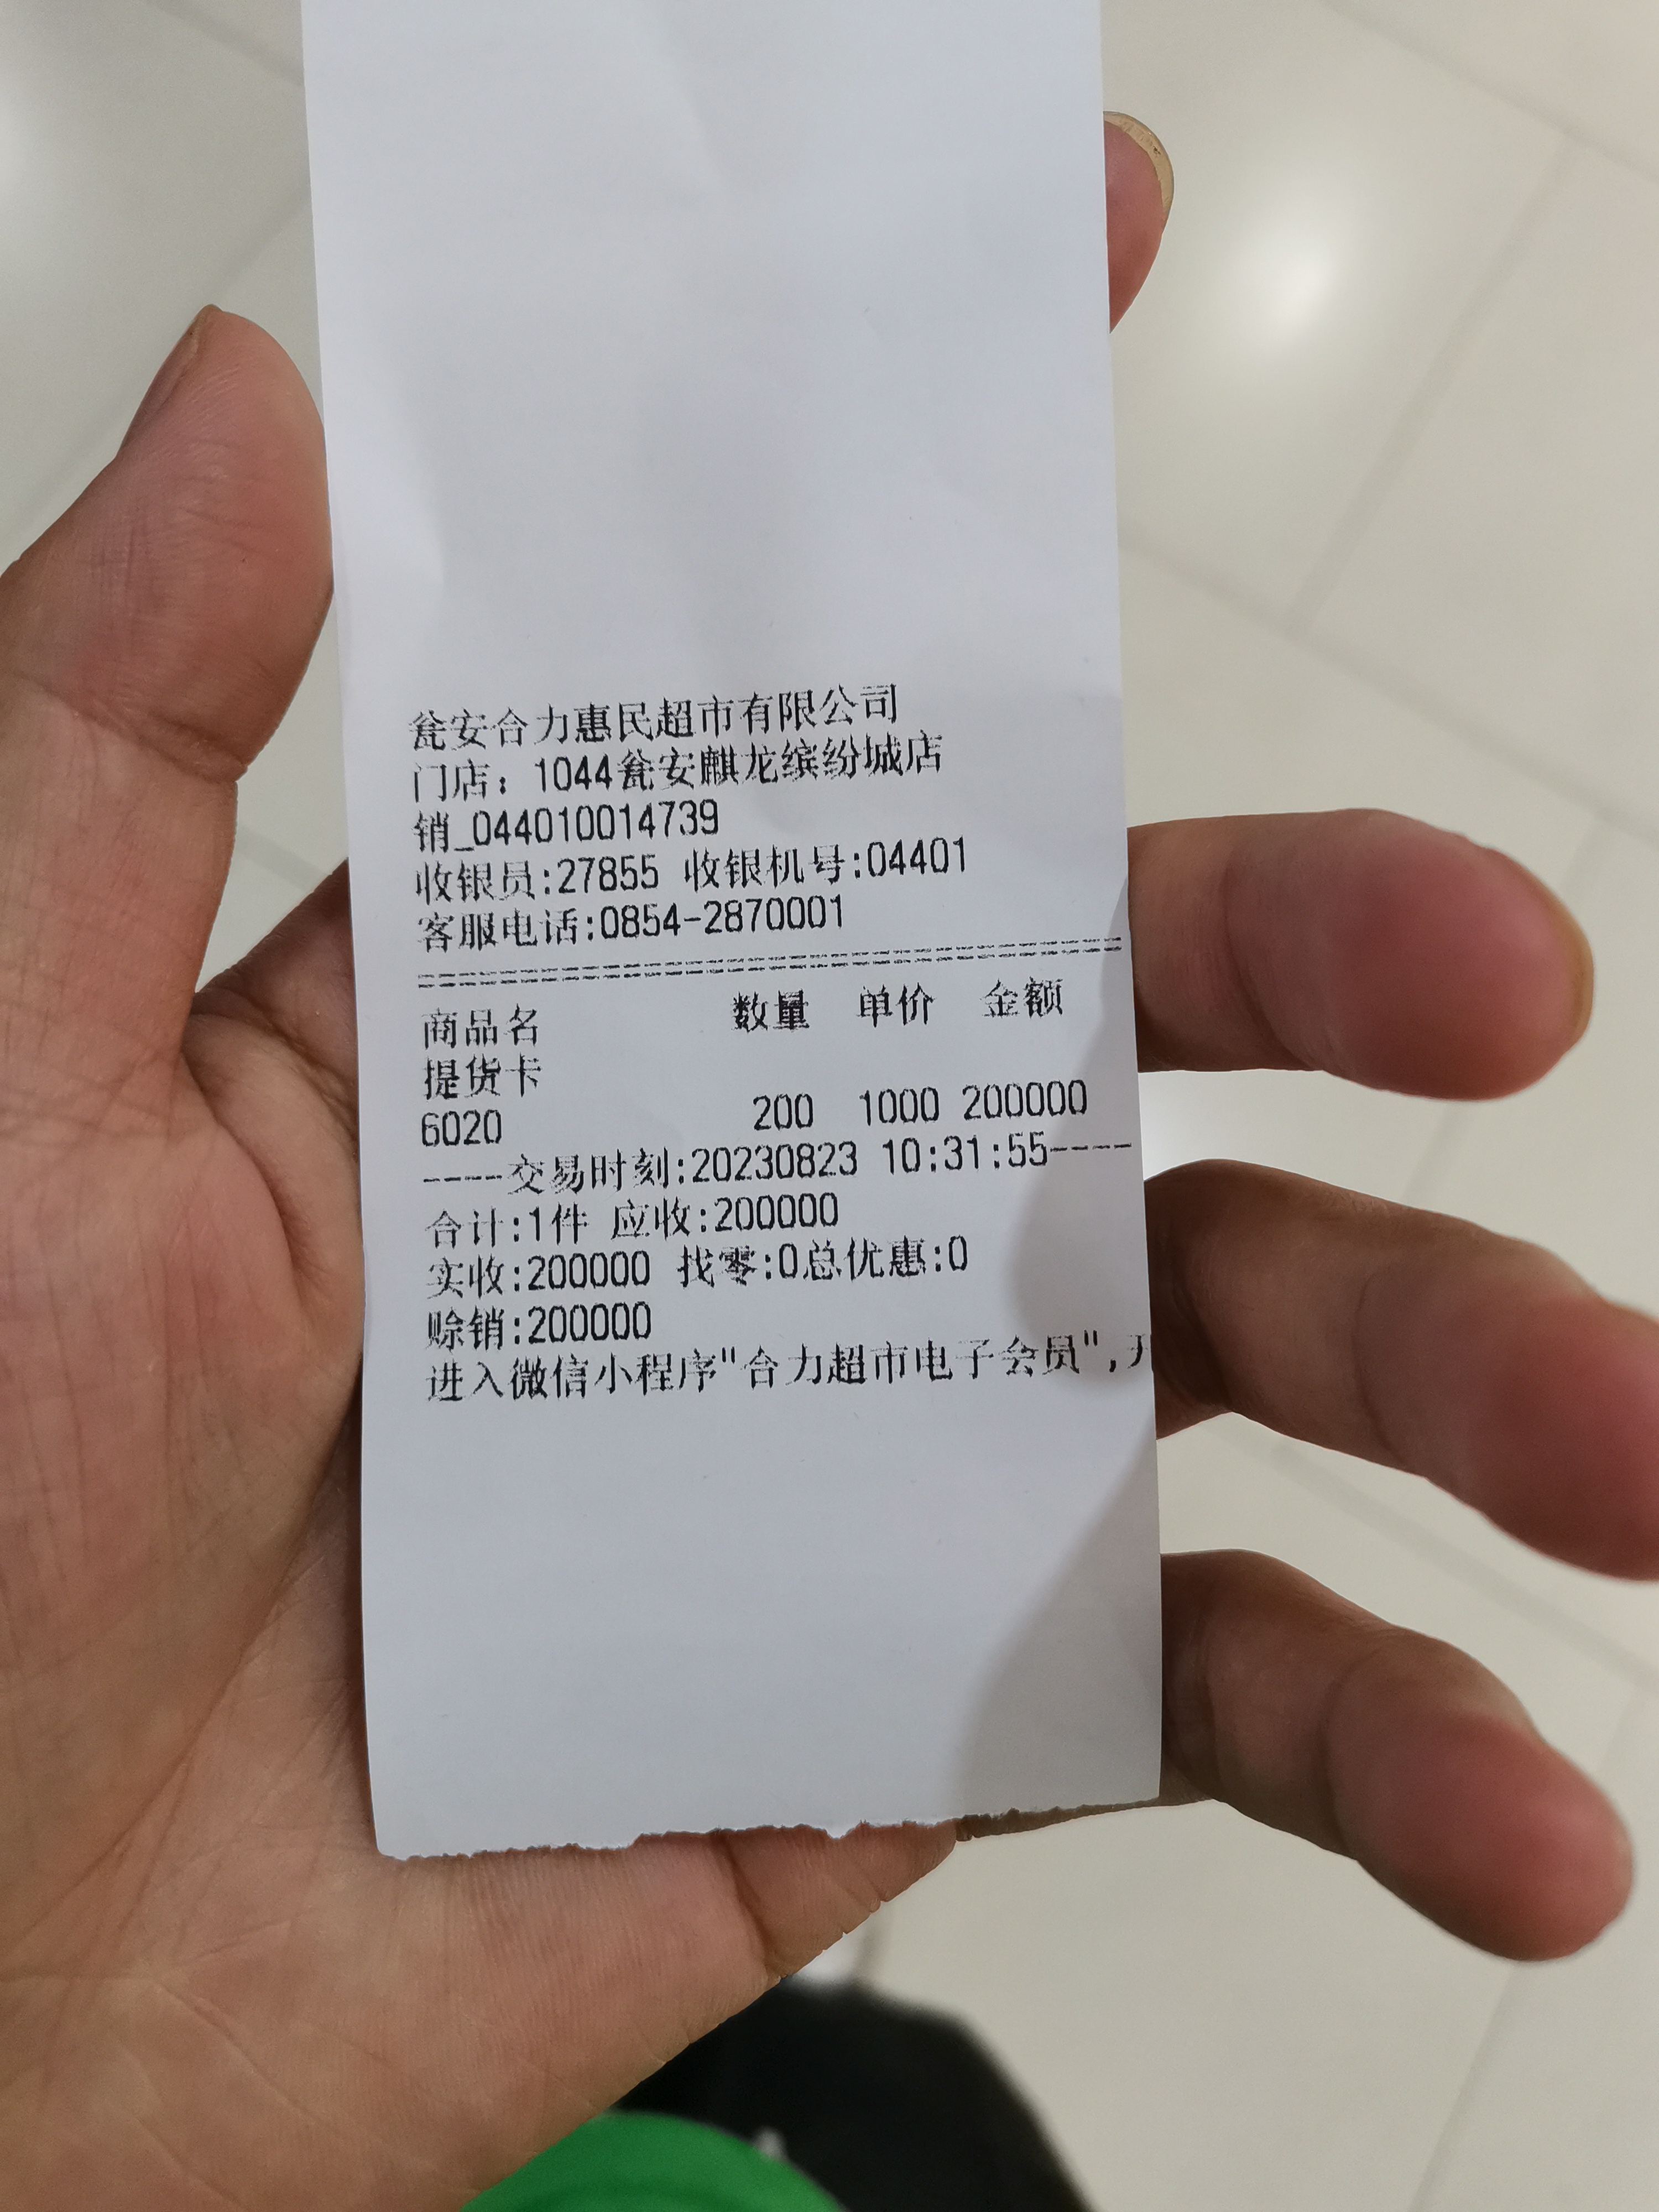 瓮安合力惠民超市有限公司
门店：1044瓮安麒龙缤纷城店
销_044010014739
收银员:27855 收银机号:04401
客服电话:0854-2870001
================================
商品名 数量 单价 金额
提货卡
6020 200 1000 200000
----交易时刻:20230823 10:31:55----
合计:1件 应收:200000
实收:200000 找零:0总优惠:0
赊销:200000
进入微信小程序"合力超市电子会员",